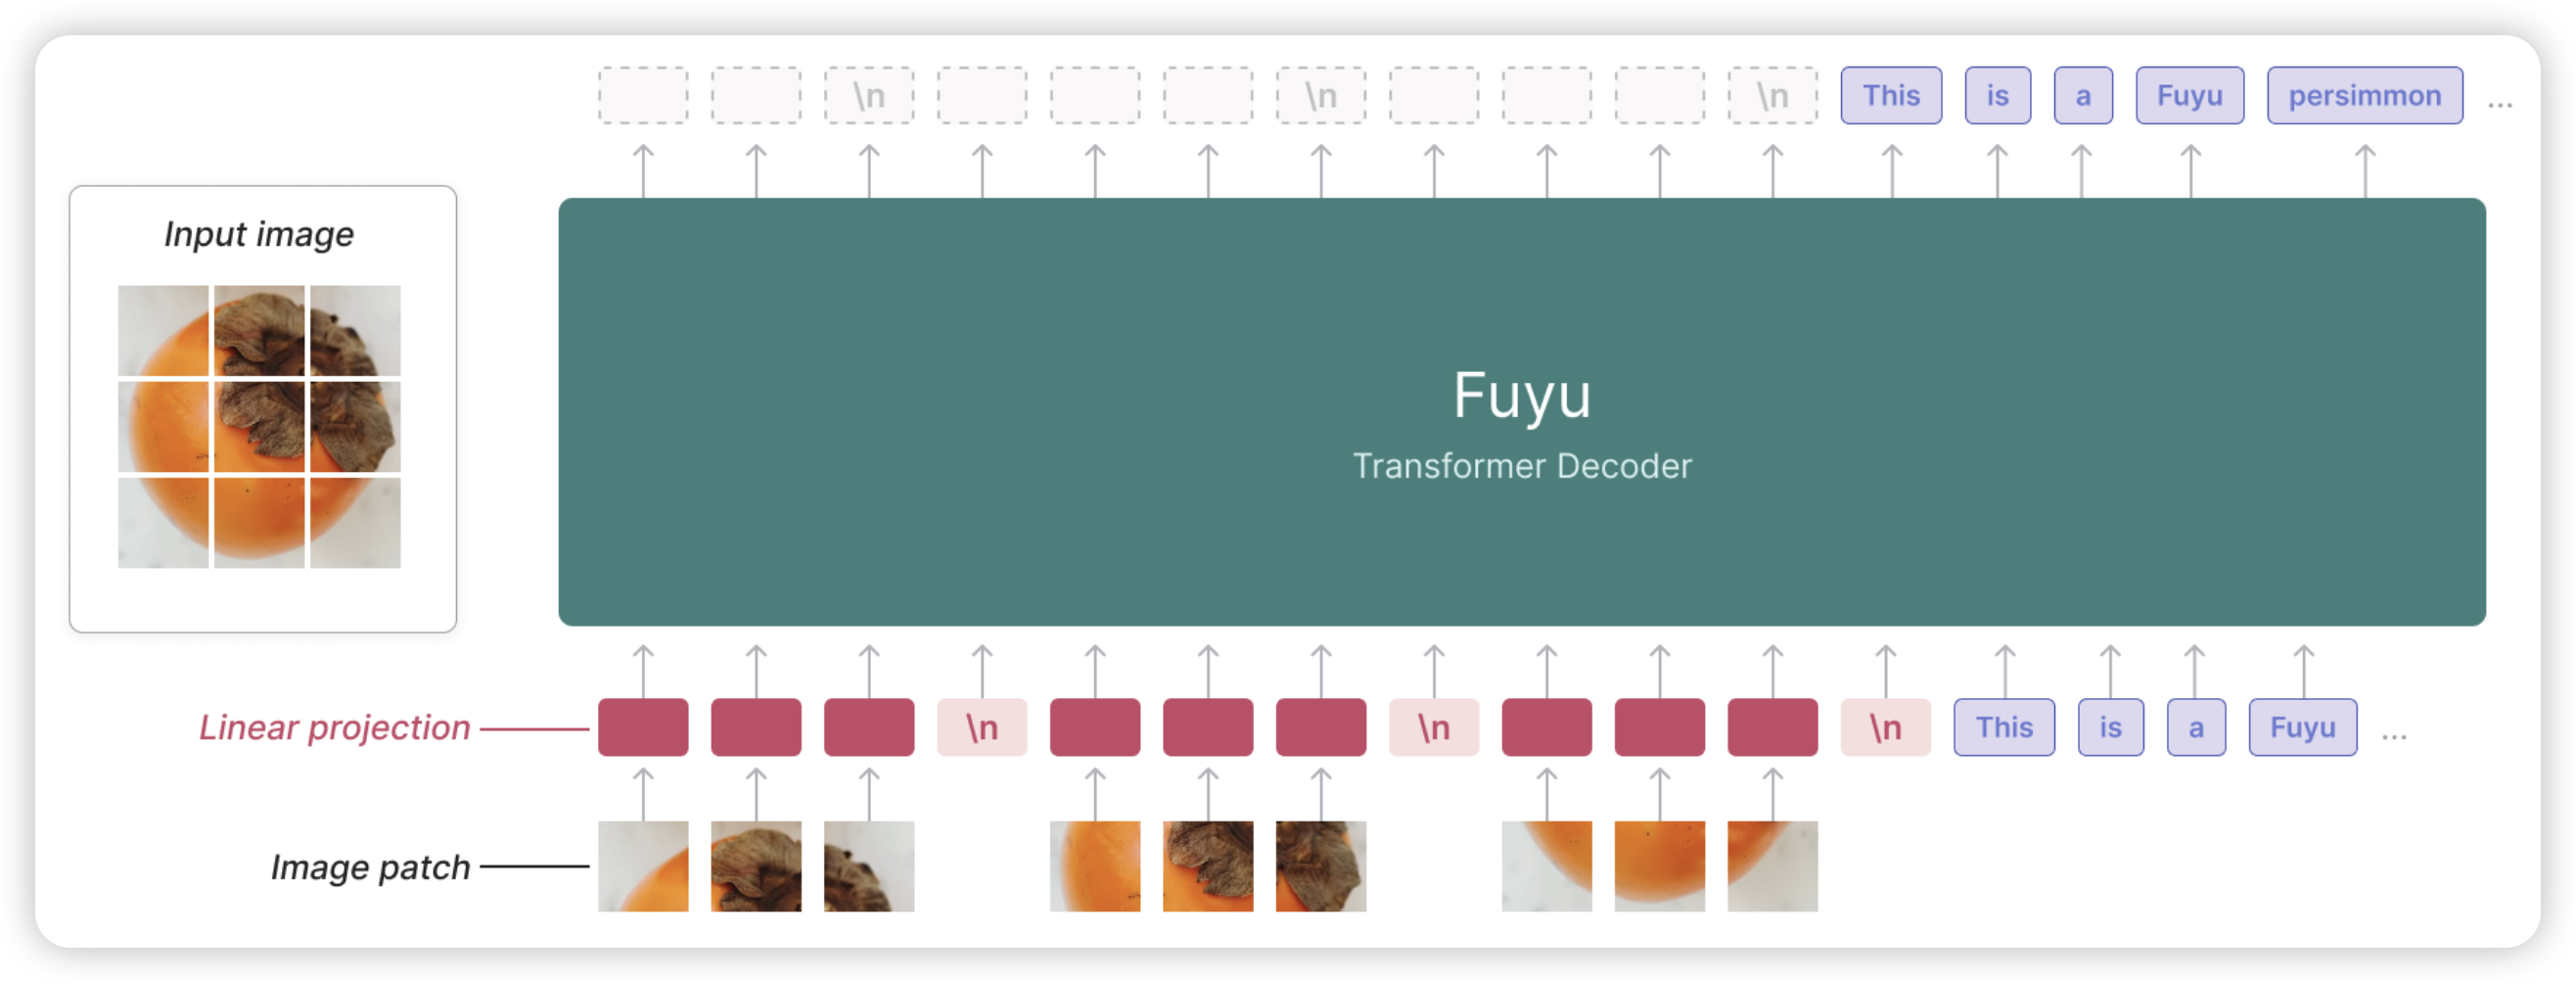 \n \n \n This is a Fuyu persimmon ...
Input image
Fuyu
Transformer Decoder
Linear projection \n \n \n This is a Fuyu ...
Image patch